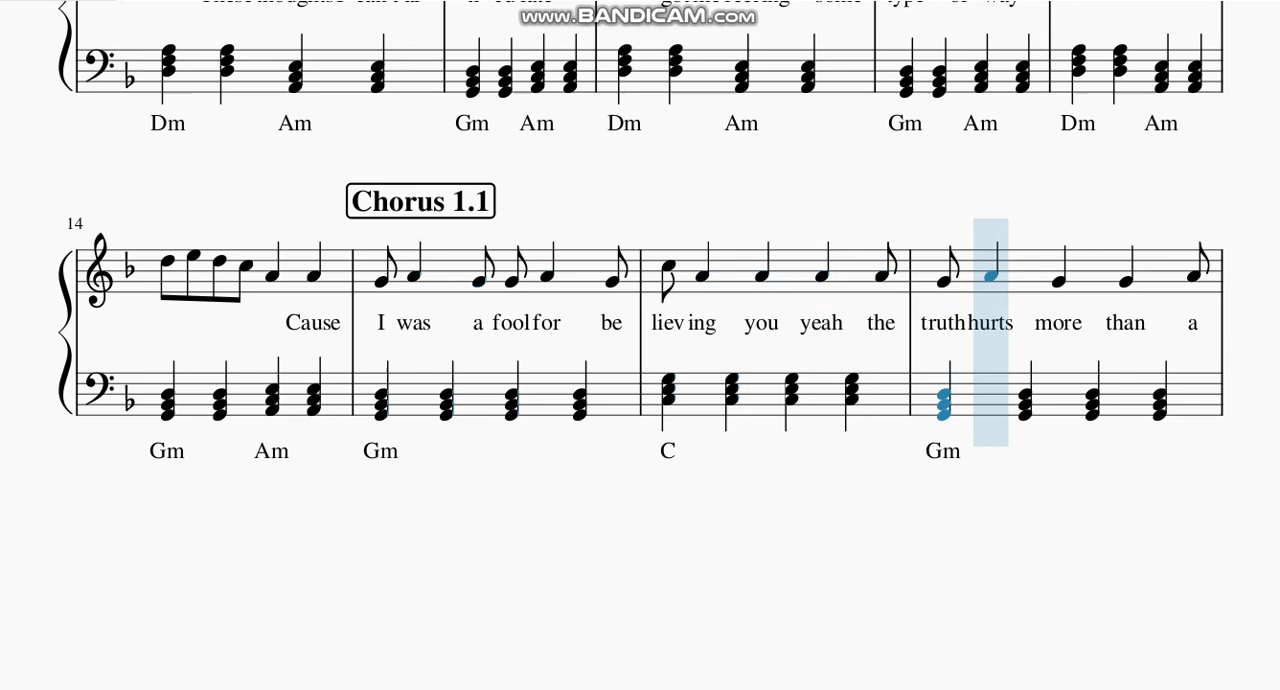 www.BANDICAM.com
Dm Am Gm Am Dm Am Gm Am Dm Am
Chorus 1.1
14
Cause I was a fool for be liev ing you yeah the truth hurts more than a
Gm Am Gm C Gm